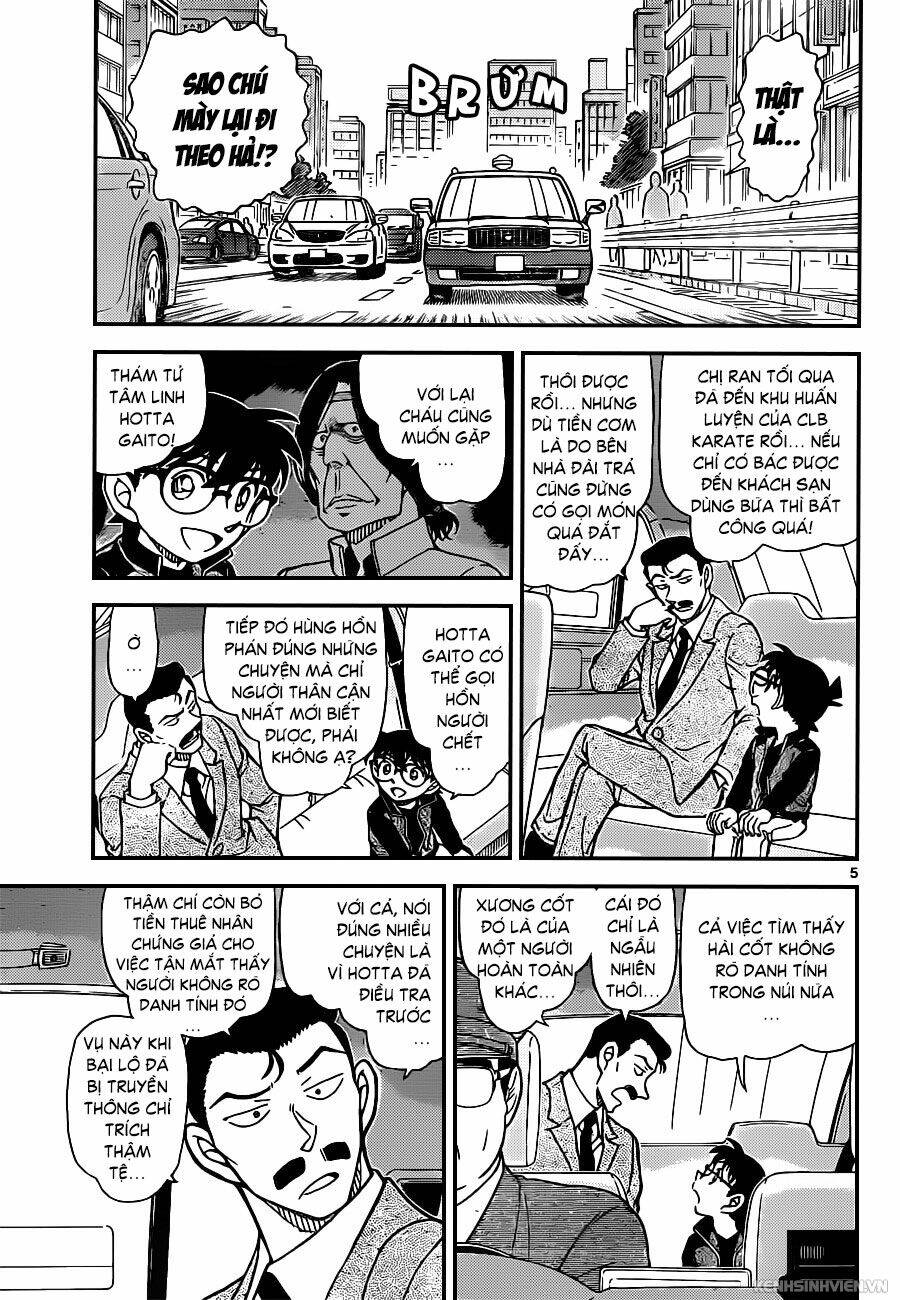 THẬT
LÀ...
BRỪM
SAO CHÚ
MÀY LẠI ĐI
THEO HẢ!?
CHỊ RAN TỐI QUA
ĐÃ ĐẾN KHU HUẤN
LUYỆN CỦA CLB
KARATE RỒI... NẾU
CHỈ CÓ BÁC ĐƯỢC
ĐẾN KHÁCH SẠN
DÙNG BỮA THÌ BẤT
CÔNG QUÁ!
THÔI ĐƯỢC
RỒI... NHƯNG
DÙ TIỀN CƠM
LÀ DO BÊN
NHÀ ĐÀI TRẢ
CŨNG ĐỪNG
CÓ GỌI MÓN
QUÁ ĐẮT
ĐẤY...
VỚI LẠI
CHÁU CŨNG
MUỐN GẶP
...
THÁM TỬ
TÂM LINH
HOTTA
GAITO!
HOTTA
GAITO CÓ
THỂ GỌI
HỒN NGƯỜI
CHẾT
...
TIẾP ĐÓ HÙNG HỒN
PHÁN ĐÚNG NHỮNG
CHUYỆN MÀ CHỈ
NGƯỜI THÂN CẬN
NHẤT MỚI BIẾT
ĐƯỢC, PHẢI
KHÔNG Ạ?
Ờ
...
5
CẢ VIỆC TÌM THẤY
HÀI CỐT KHÔNG
RÕ DANH TÍNH
TRONG NÚI NỮA
...
CÁI ĐÓ
CHỈ LÀ
NGẪU
NHIÊN
THÔI...
XƯƠNG CỐT
ĐÓ LÀ CỦA
MỘT NGƯỜI
HOÀN TOÀN
KHÁC...
VỚI CẢ, NÓI
ĐÚNG NHIỀU
CHUYỆN LÀ
VÌ HOTTA ĐÃ
ĐIỀU TRA
TRƯỚC
...
THẬM CHÍ CÒN BỎ
TIỀN THUÊ NHÂN
CHỨNG GIẢ CHO
VIỆC TẬN MẮT THẤY
NGƯỜI KHÔNG RÕ
DANH TÍNH ĐÓ
...
VỤ NÀY KHI
BẠI LỘ ĐÃ
BỊ TRUYỀN
THÔNG CHỈ
TRÍCH
THẬM
TỆ...
KENHSINHVIEN.VN